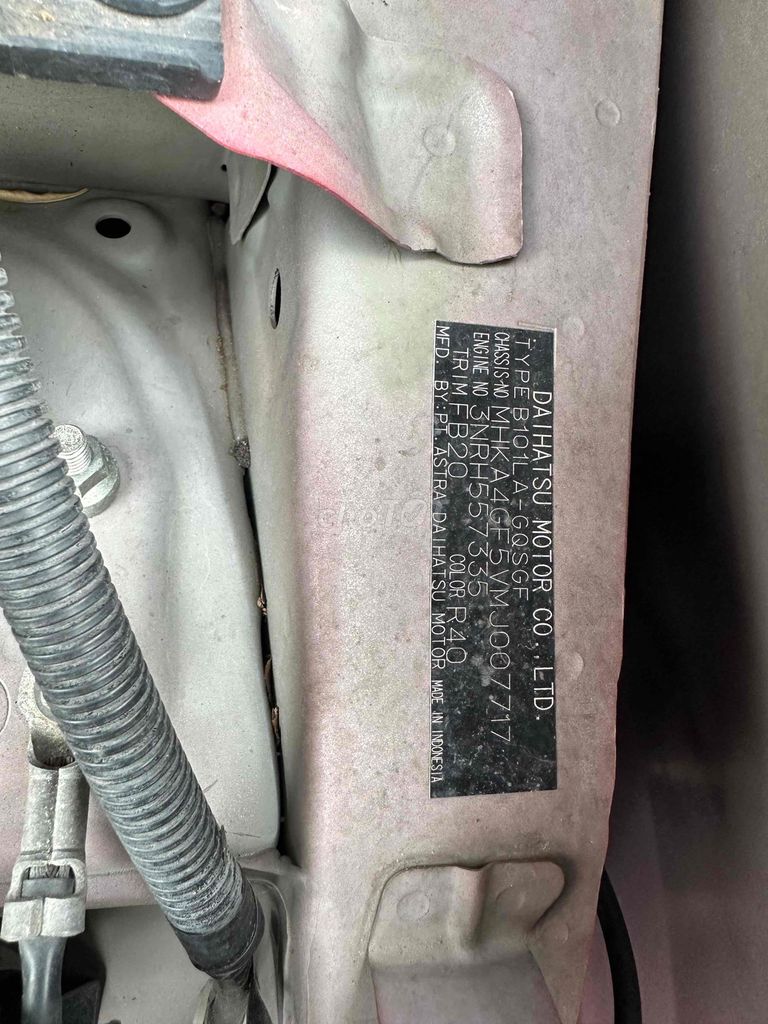 DAIHATSU MOTOR CO.,LTD.
TYPE B101LA-GQSGF
CHASSIS-NO MHKA4GF5VMJ007717
ENGINE NO 3NRH557335
TRIM FB20 COLOR R40
MFD. BY:PT ASTRA DAIHATSU MOTOR MADE IN INDONESIA